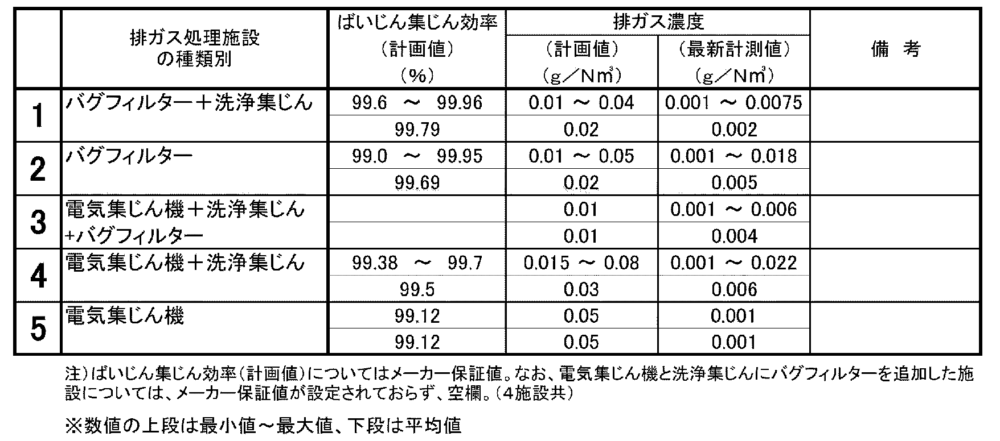 排ガス処理施設
の種類別
ばいじん集じん効率
（計画値）
（%）
排ガス濃度
（計画値）
（ｇ／Ｎ㎥）
（最新計測値）
（ｇ／Ｎ㎥）
備 考
1 バグフィルター＋洗浄集じん 99.6 ～ 99.96 0.01 ～ 0.04 0.001 ～ 0.0075
99.79 0.02 0.002
2 バグフィルター 99.0 ～ 99.95 0.01 ～ 0.05 0.001 ～ 0.018
99.69 0.02 0.005
3 電気集じん機＋洗浄集じん 0.01 0.001 ～ 0.006
+バグフィルター 0.01 0.004
4 電気集じん機＋洗浄集じん 99.38 ～ 99.7 0.015 ～ 0.08 0.001 ～ 0.022
99.5 0.03 0.006
5 電気集じん機 99.12 0.05 0.001
99.12 0.05 0.001
注）ばいじん集じん効率（計画値）についてはメーカー保証値。なお、電気集じん機と洗浄集じんにバグフィルターを追加した施
設については、メーカー保証値が設定されておらず、空欄。（４施設共）
※数値の上段は最小値～最大値、下段は平均値